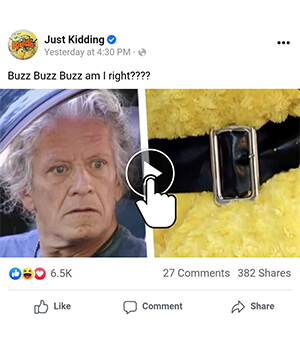 Just Kidding
Yesterday at 4:30 PM ·
Buzz Buzz Buzz am I right????
6.5K
27 Comments 382 Shares
Like
Comment
Share